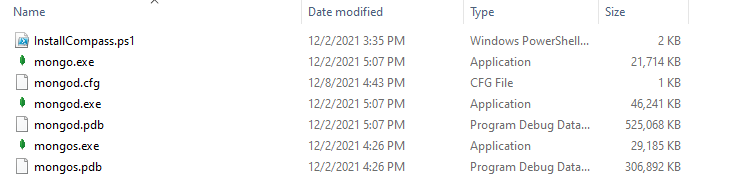 Name Date modified Type Size
InstallCompass.ps1 12/2/2021 3:35 PM Windows PowerShell... 2 KB
mongo.exe 12/2/2021 5:07 PM Application 21,714 KB
mongod.cfg 12/8/2021 4:43 PM CFG File 1 KB
mongod.exe 12/2/2021 5:07 PM Application 46,241 KB
mongod.pdb 12/2/2021 5:07 PM Program Debug Data... 525,068 KB
mongos.exe 12/2/2021 4:26 PM Application 29,185 KB
mongos.pdb 12/2/2021 4:26 PM Program Debug Data... 306,892 KB